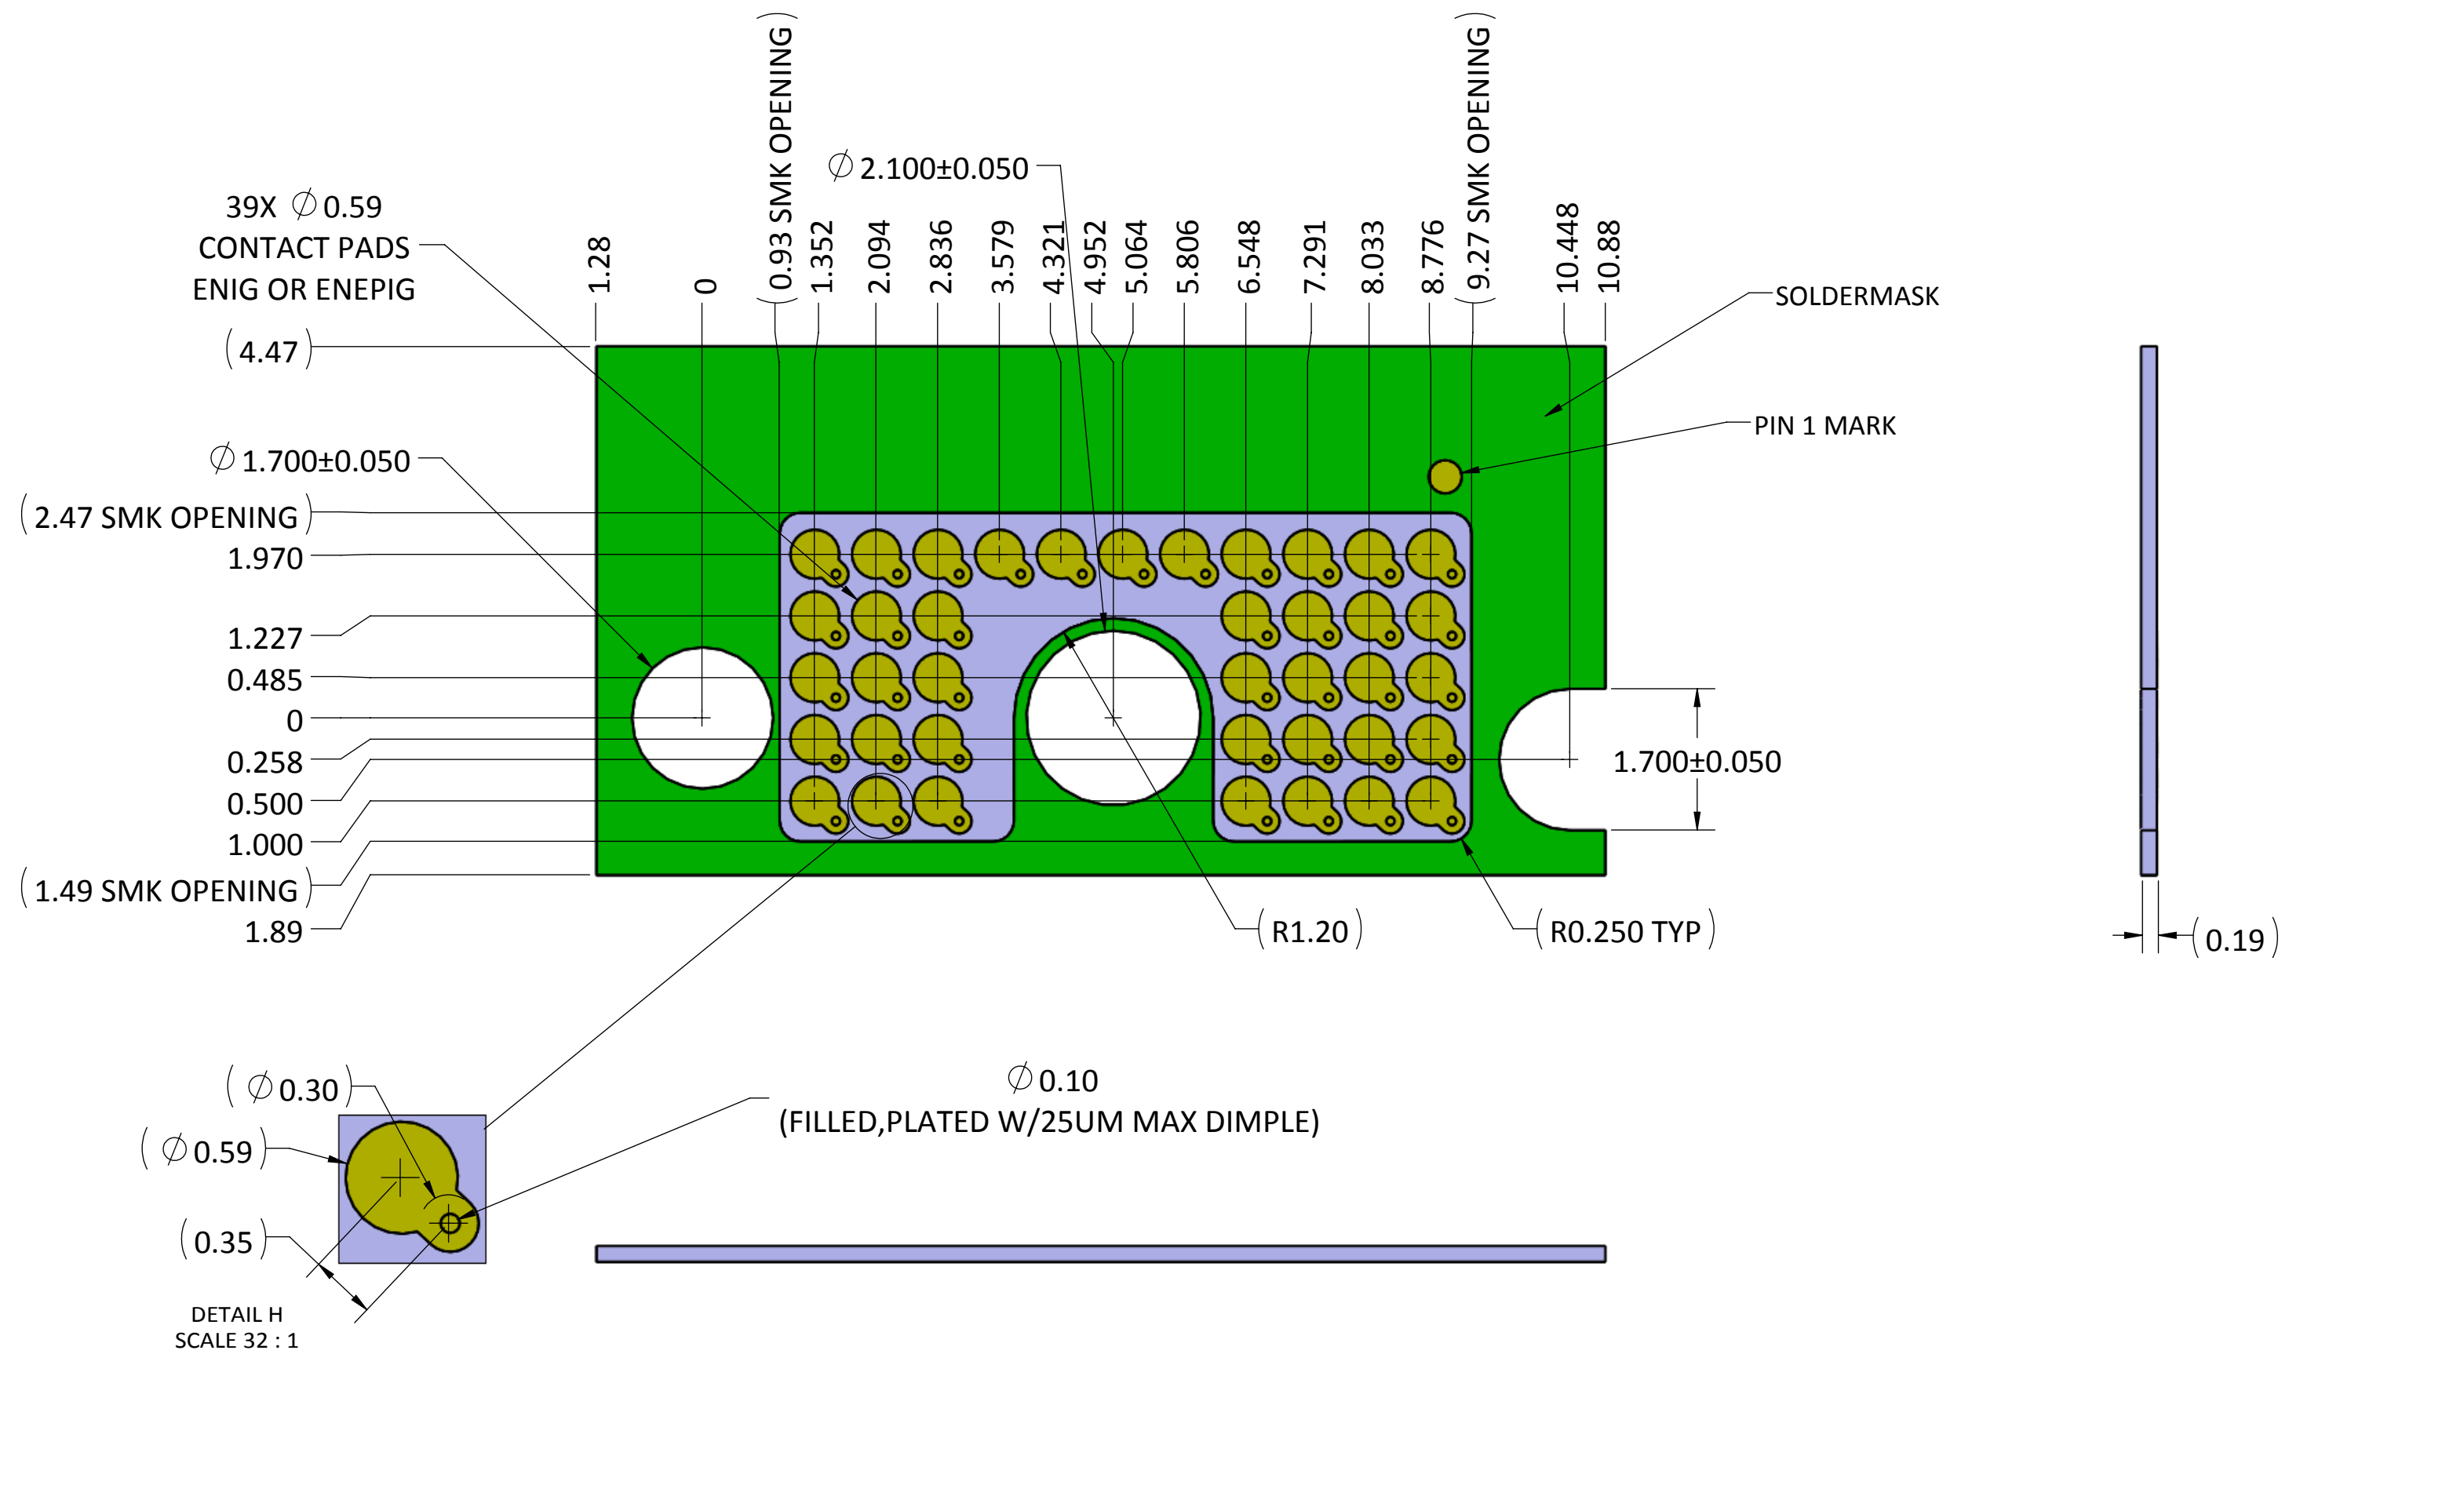 (0.93 SMK OPENING)
(9.27 SMK OPENING)
⌀ 2.100±0.050
39X ⌀ 0.59
CONTACT PADS
ENIG OR ENEPIG
1.28
0
1.352
2.094
2.836
3.579
4.321
4.952
5.064
5.806
6.548
7.291
8.033
8.776
10.448
10.88
SOLDERMASK
(4.47)
PIN 1 MARK
⌀ 1.700±0.050
(2.47 SMK OPENING)
1.970
1.227
0.485
0
0.258
0.500
1.000
(1.49 SMK OPENING)
1.89
1.700±0.050
(R1.20)
(R0.250 TYP)
(0.19)
(⌀ 0.30)
(⌀ 0.59)
(0.35)
⌀ 0.10
(FILLED,PLATED W/25UM MAX DIMPLE)
DETAIL H
SCALE 32 : 1